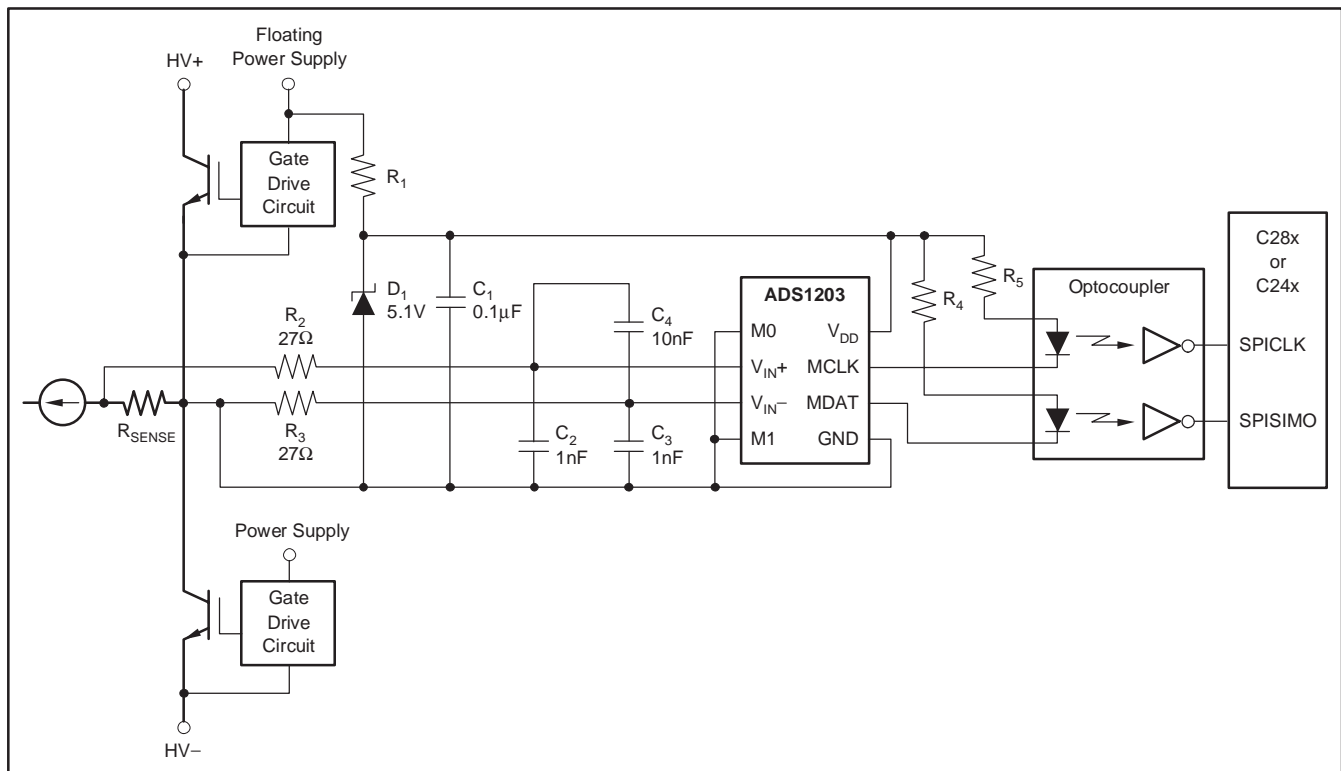 Floating
Power Supply
HV+
Gate
Drive
Circuit
R1
D1
5.1V
C1
0.1μF
R2
27Ω
R3
27Ω
RSENSE
C4
10nF
C2
1nF
C3
1nF
ADS1203
M0
VDD
VIN+
MCLK
VIN−
MDAT
M1
GND
R4
R5
Optocoupler
C28x
or
C24x
SPICLK
SPISIMO
Power Supply
Gate
Drive
Circuit
HV−